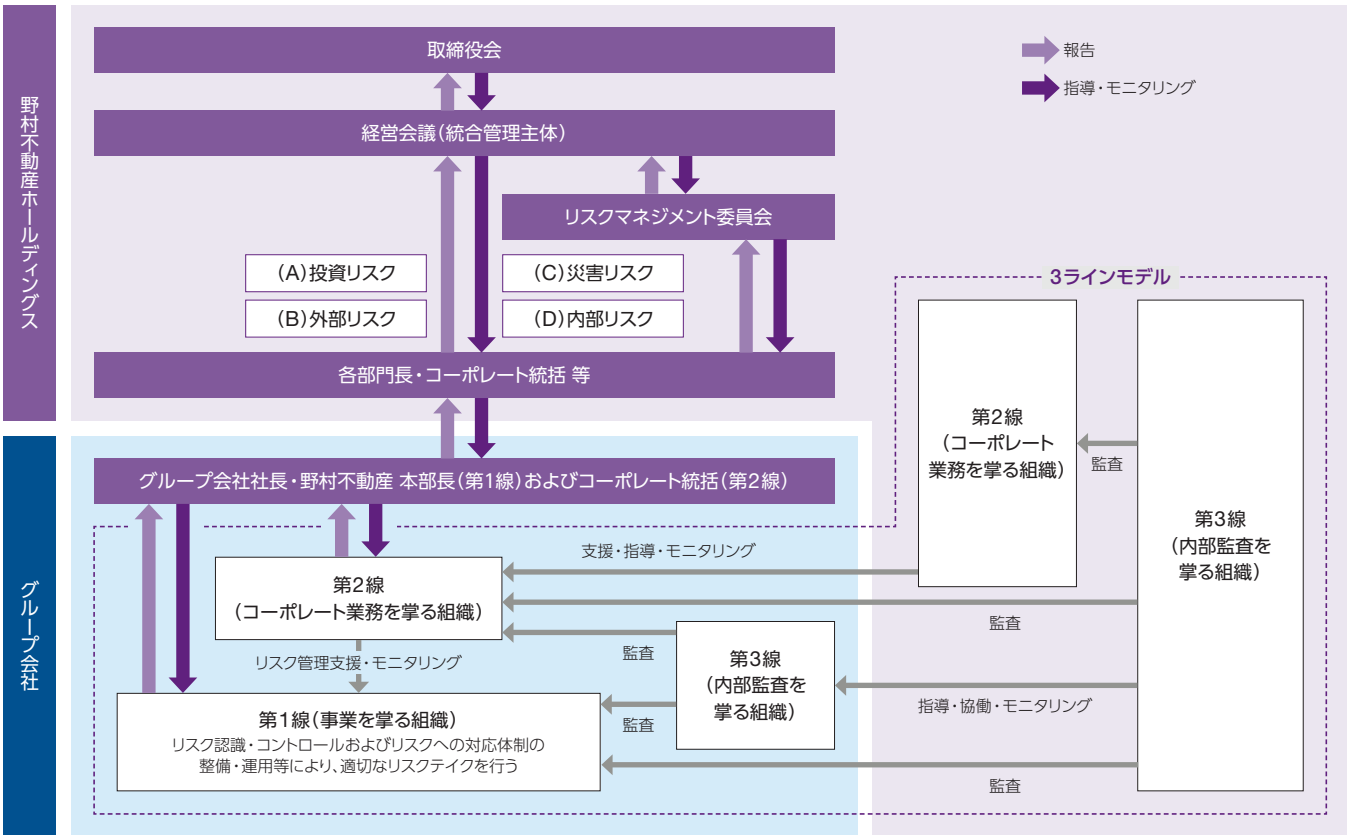 野村不動産ホールディングス
取締役会
報告
指導・モニタリング
経営会議(統合管理主体)
リスクマネジメント委員会
(A)投資リスク
(C)災害リスク
(B)外部リスク
(D)内部リスク
各部門長・コーポレート統括 等
3ラインモデル
第2線
(コーポレート
業務を掌る組織)
監査
第3線
(内部監査を
掌る組織)
グループ会社
グループ会社社長・野村不動産 本部長(第1線)およびコーポレート統括(第2線)
支援・指導・モニタリング
第2線
(コーポレート業務を掌る組織)
監査
監査
リスク管理支援・モニタリング
第3線
(内部監査を
掌る組織)
指導・協働・モニタリング
監査
第1線(事業を掌る組織)
リスク認識・コントロールおよびリスクへの対応体制の
整備・運用等により、適切なリスクテイクを行う
監査